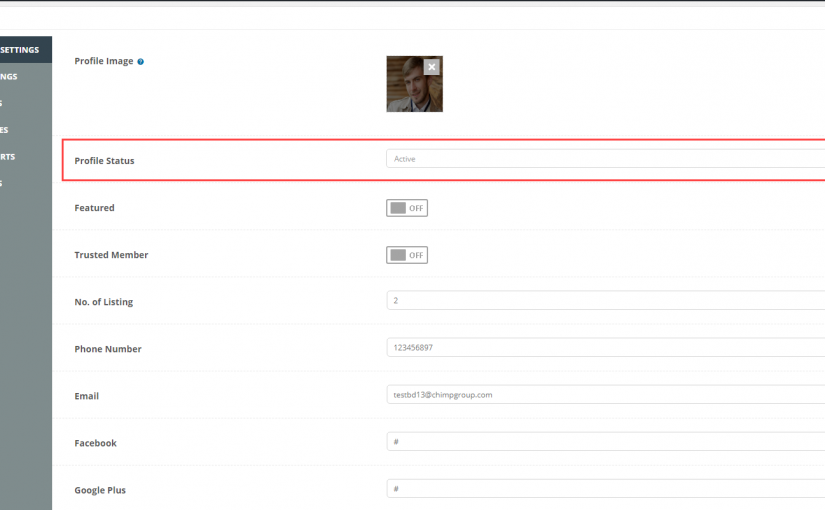 SETTINGS
NGS
S
ES
RTS
S
Profile Image ?
Profile Status
Active
Featured
OFF
Trusted Member
OFF
No. of Listing
2
Phone Number
123456897
Email
testbd13@chimpgroup.com
Facebook
#
Google Plus
#